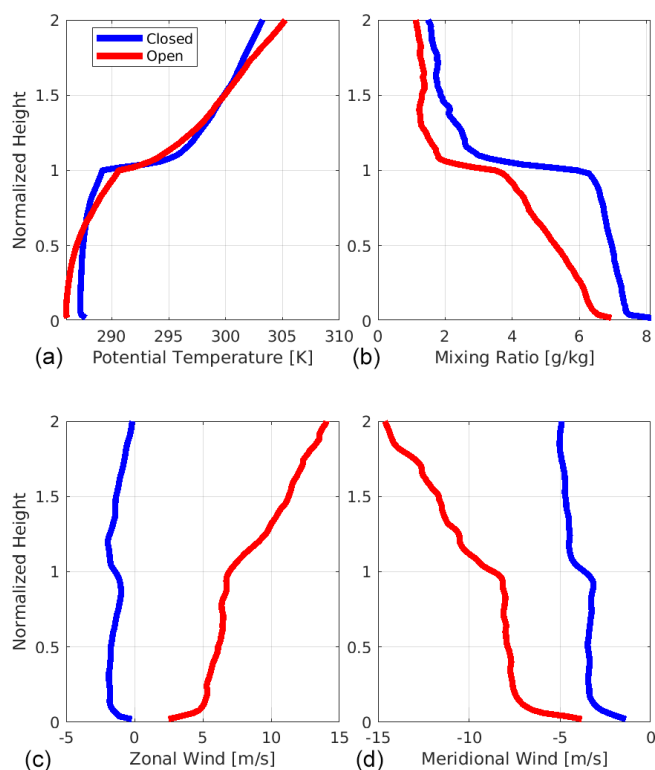 2
1.5
1
0.5
0
Normalized Height
Closed
Open
290 295 300 305 310
(a) Potential Temperature [K]
2
1.5
1
0.5
0
0 2 4 6 8
(b) Mixing Ratio [g/kg]
2
1.5
1
0.5
0
Normalized Height
-5 0 5 10 15
(c) Zonal Wind [m/s]
2
1.5
1
0.5
0
-15 -10 -5 0
(d) Meridional Wind [m/s]